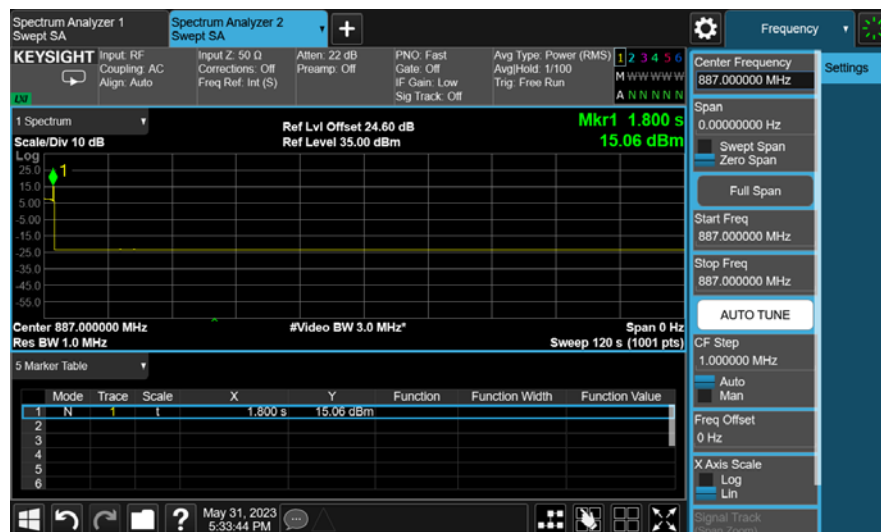 Spectrum Analyzer 1
Swept SA
Spectrum Analyzer 2
Swept SA
Frequency
KEYSIGHT
Input: RF
Coupling: AC
Align: Auto
Input Z: 50 Ω
Corrections: Off
Freq Ref: Int (S)
Atten: 22 dB
Preamp: Off
PNO: Fast
Gate: Off
IF Gain: Low
Sig Track: Off
Avg Type: Power (RMS)
Avg|Hold: 1/100
Trig: Free Run
1 2 3 4 5 6
M W W W W W
A N N N N N
LXI
1 Spectrum
Scale/Div 10 dB
Ref Lvl Offset 24.60 dB
Ref Level 35.00 dBm
Mkr1 1.800 s
15.06 dBm
Log
25.0
15.0
5.00
-5.00
-15.0
-25.0
-35.0
-45.0
-55.0
1
Center 887.000000 MHz
Res BW 1.0 MHz
#Video BW 3.0 MHz*
Span 0 Hz
Sweep 120 s (1001 pts)
5 Marker Table
Mode Trace Scale X Y Function Function Width Function Value
1 N 1 t 1.800 s 15.06 dBm
2
3
4
5
6
May 31, 2023
5:33:44 PM
Center Frequency
887.000000 MHz
Settings
Span
0.00000000 Hz
Swept Span
Zero Span
Full Span
Start Freq
887.000000 MHz
Stop Freq
887.000000 MHz
AUTO TUNE
CF Step
1.000000 MHz
Auto
Man
Freq Offset
0 Hz
X Axis Scale
Log
Lin
Signal Track
(Span Zoom)